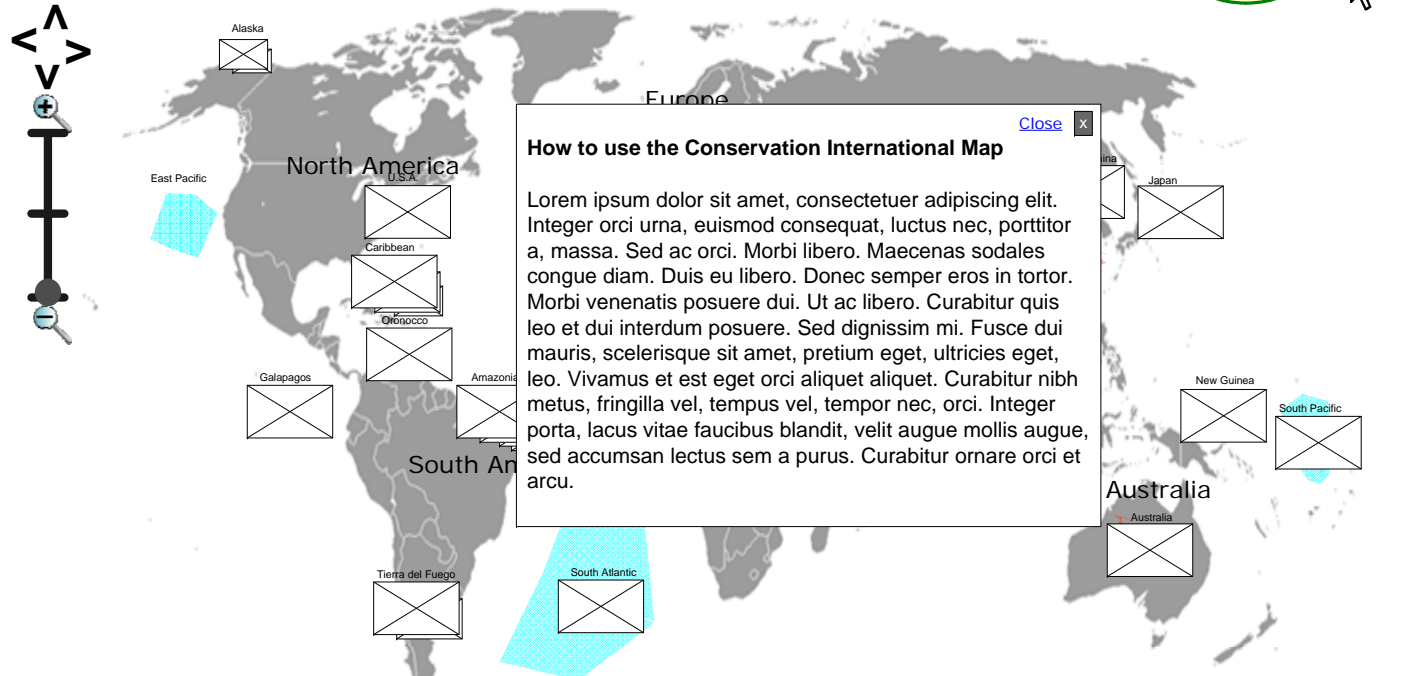 Alaska
Europe
Close x
How to use the Conservation International Map
North America
U.S.A.
East Pacific
Japan
Lorem ipsum dolor sit amet, consectetuer adipiscing elit.
Integer orci urna, euismod consequat, luctus nec, porttitor
a, massa. Sed ac orci. Morbi libero. Maecenas sodales
congue diam. Duis eu libero. Donec semper eros in tortor.
Morbi venenatis posuere dui. Ut ac libero. Curabitur quis
leo et dui interdum posuere. Sed dignissim mi. Fusce dui
mauris, scelerisque sit amet, pretium eget, ultricies eget,
leo. Vivamus et est eget orci aliquet aliquet. Curabitur nibh
metus, fringilla vel, tempus vel, tempor nec, orci. Integer
porta, lacus vitae faucibus blandit, velit augue mollis augue,
sed accumsan lectus sem a purus. Curabitur ornare orci et
arcu.
Caribbean
Oronocco
Galapagos
Amazonia
New Guinea
South Pacific
South Am
Australia
Australia
Tierra del Fuego
South Atlantic